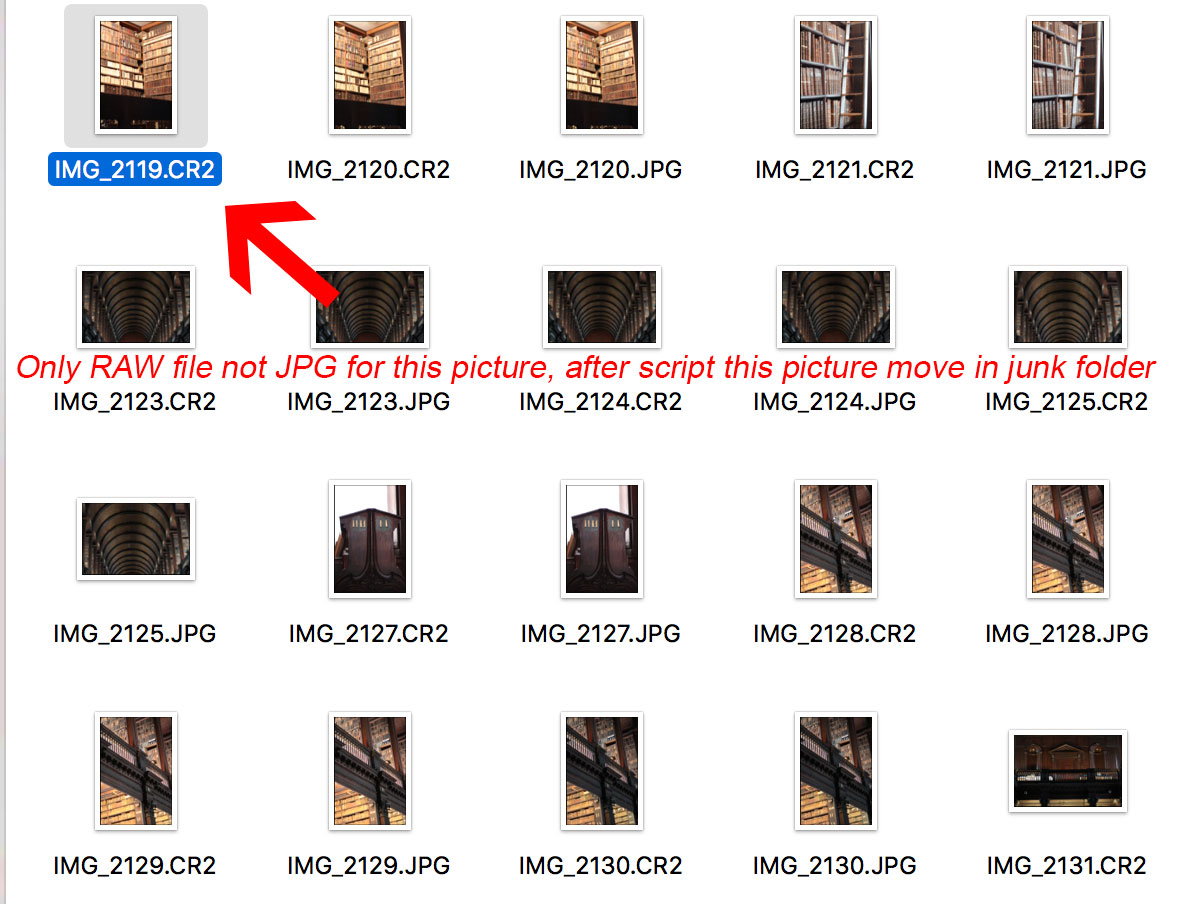 IMG_2119.CR2 IMG_2120.CR2 IMG_2120.JPG IMG_2121.CR2 IMG_2121.JPG
Only RAW file not JPG for this picture, after script this picture move in junk folder
IMG_2123.CR2 IMG_2123.JPG IMG_2124.CR2 IMG_2124.JPG IMG_2125.CR2
IMG_2125.JPG IMG_2127.CR2 IMG_2127.JPG IMG_2128.CR2 IMG_2128.JPG
IMG_2129.CR2 IMG_2129.JPG IMG_2130.CR2 IMG_2130.JPG IMG_2131.CR2